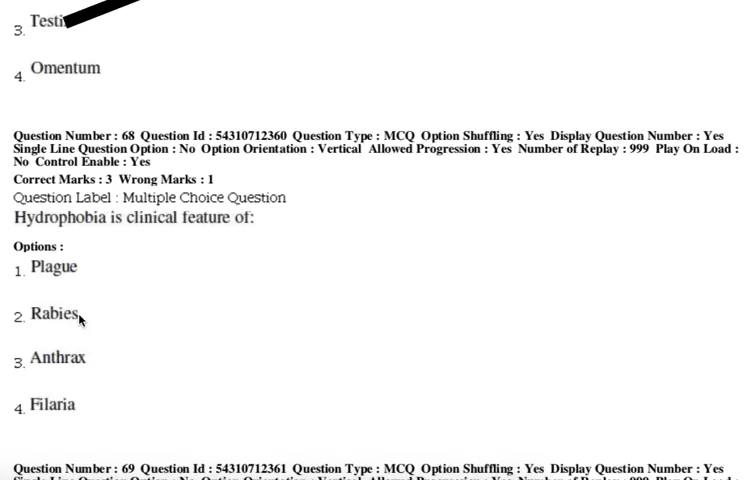 3.
4. Omentum
Question Number : 68 Question Id : 54310712360 Question Type : MCQ Option Shuffling : Yes Display Question Number : Yes
Single Line Question Option : No Option Orientation : Vertical Allowed Progression : Yes Number of Replay : 999 Play On Load :
No Control Enable : Yes
Correct Marks : 3 Wrong Marks : 1
Question Label : Multiple Choice Question
Hydrophobia is clinical feature of:
Options :
1. Plague
2. Rabies
3. Anthrax
4. Filaria
Question Number : 69 Question Id : 54310712361 Question Type : MCQ Option Shuffling : Yes Display Question Number : Yes